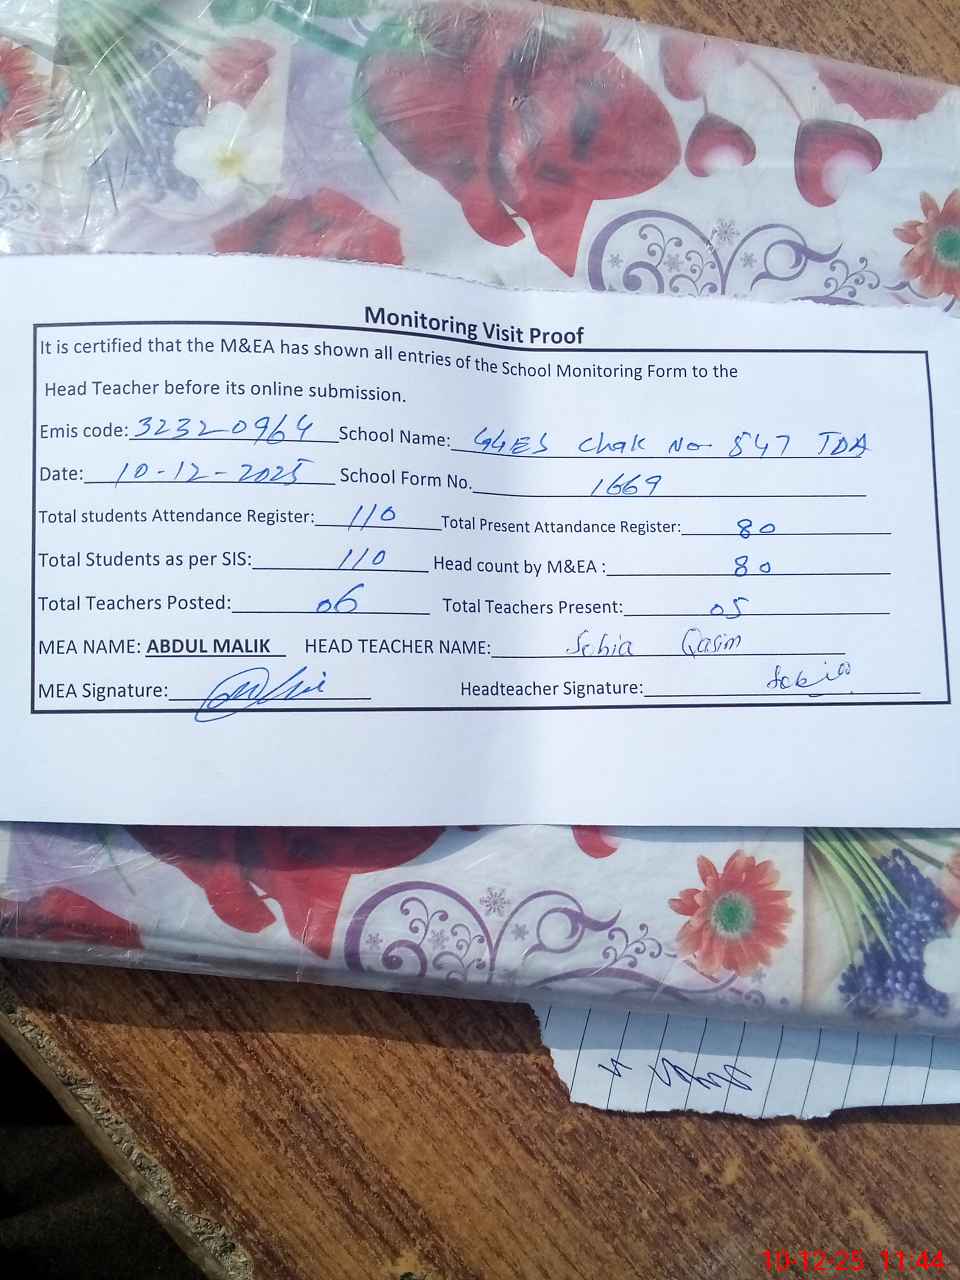 Monitoring Visit Proof
It is certified that the M&EA has shown all entries of the School Monitoring Form to the
Head Teacher before its online submission.
Emis code: 32320964 School Name: GGES Chak No 547 TDA
Date: 10-12-2025 School Form No. 1669
Total students Attendance Register: 110 Total Present Attandance Register: 80
Total Students as per SIS: 110 Head count by M&EA : 80
Total Teachers Posted: 06 Total Teachers Present: 05
MEA NAME: ABDUL MALIK HEAD TEACHER NAME: Sobia Qasim
MEA Signature: Headteacher Signature: Sobia
10-12-25 11:44